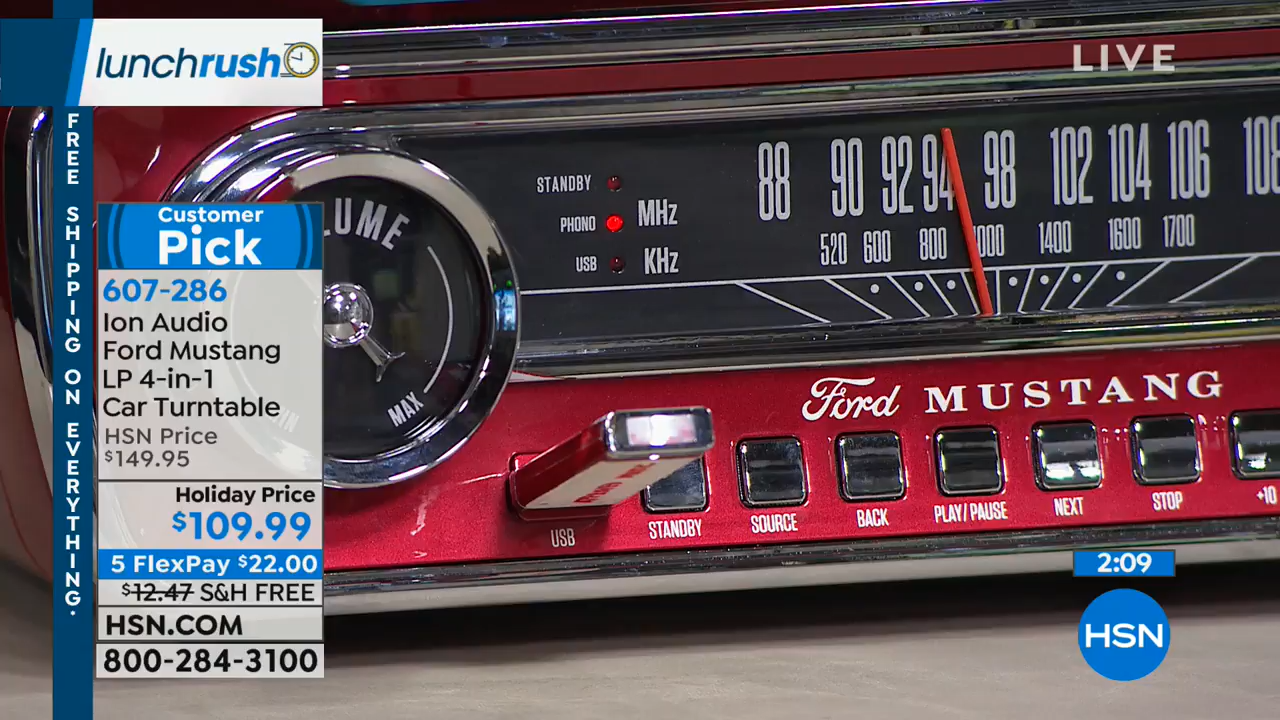 lunchrush
LIVE
FREE SHIPPING ON EVERYTHING.*
Customer
Pick
607-286
Ion Audio
Ford Mustang
LP 4-in-1
Car Turntable
HSN Price
$149.95
Holiday Price
$109.99
5 FlexPay $22.00
$12.47 S&H FREE
HSN.COM
800-284-3100
LUME
MAX
STANDBY
PHONO
USB
MHz
KHz
88 90 92 94 98 102 104 106 108
520 600 800 1000 1400 1600 1700
Ford MUSTANG
USB
STANDBY
SOURCE
BACK
PLAY/PAUSE
NEXT
STOP
+10
2:09
HSN